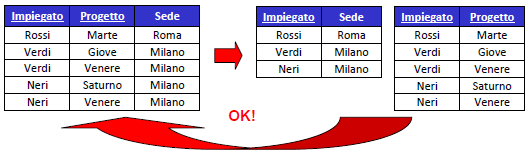 Impiegato Progetto Sede
Rossi Marte Roma
Verdi Giove Milano
Verdi Venere Milano
Neri Saturno Milano
Neri Venere Milano
Impiegato Sede
Rossi Roma
Verdi Milano
Neri Milano
Impiegato Progetto
Rossi Marte
Verdi Giove
Verdi Venere
Neri Saturno
Neri Venere
OK!